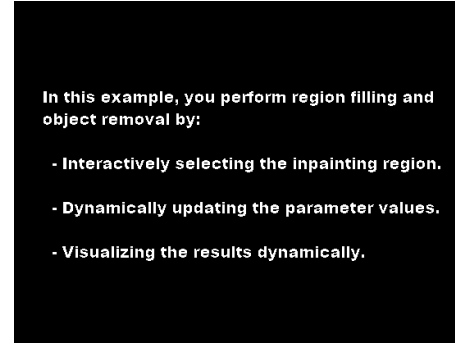 In this example, you perform region filling and
object removal by:
- Interactively selecting the inpainting region.
- Dynamically updating the parameter values.
- Visualizing the results dynamically.